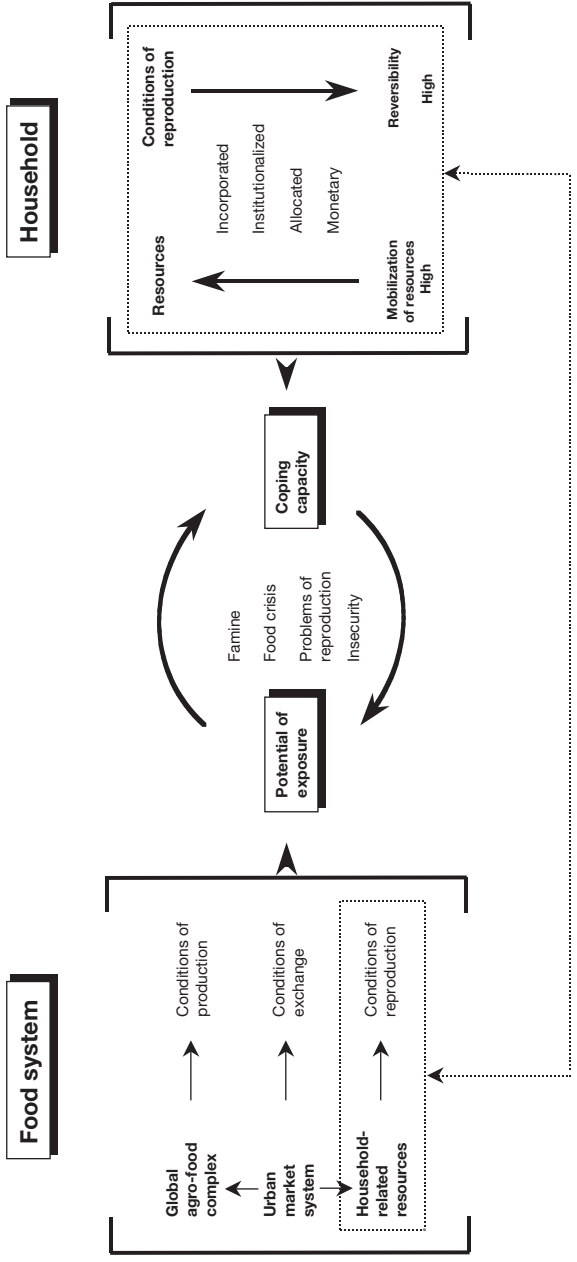 Food system
Household
Global
agro-food
complex
Conditions of
production
Urban
market
system
Conditions of
exchange
Household-
related
resources
Conditions of
reproduction
Potential of
exposure
Famine
Food crisis
Problems of
reproduction
Insecurity
Coping
capacity
Resources
Conditions of
reproduction
Incorporated
Institutionalized
Allocated
Monetary
Mobilization
of resources
High
Reversibility
High